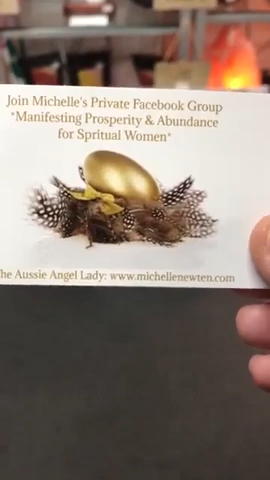 Join Michelle's Private Facebook Group
*Manifesting Prosperity & Abundance
for Spritual Women*
he Aussie Angel Lady: www.michellenewten.com